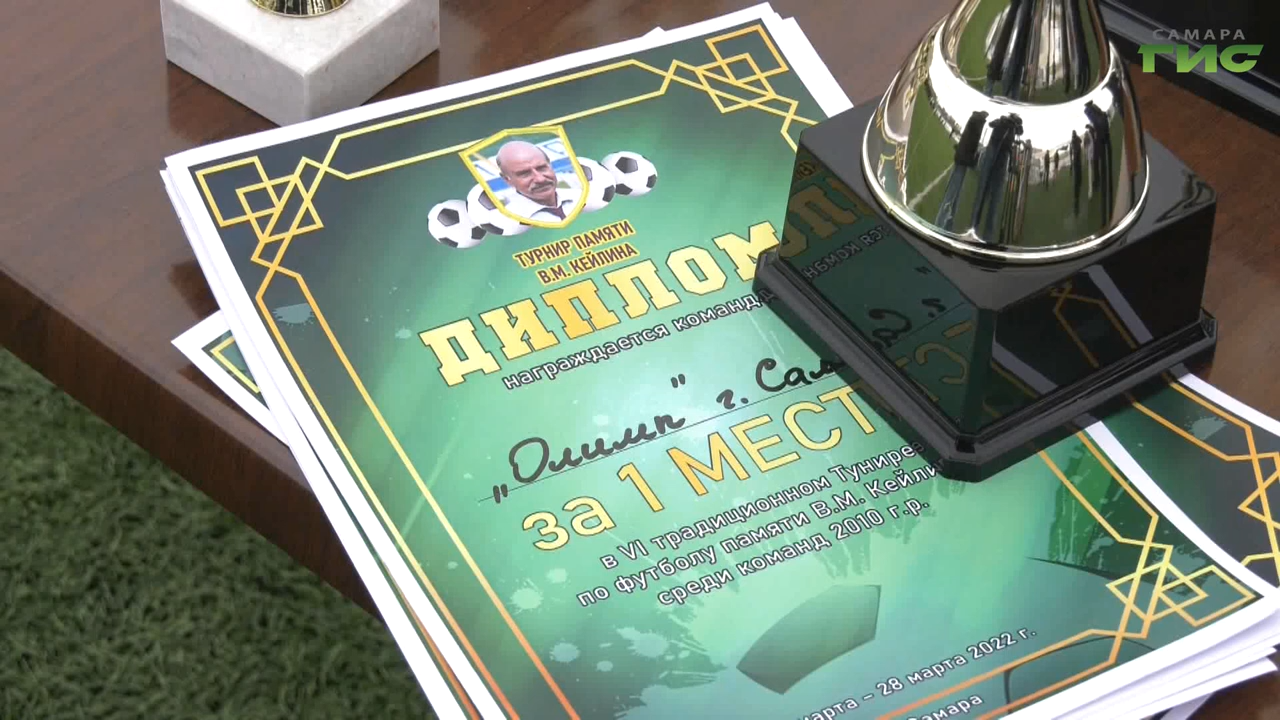 САМАРА
ГИС
ТУРНИР ПАМЯТИ
В.М. КЕЙЛИНА
ДИПЛОМ
награждается команда
„Олимп" г. Сам
за 1 МЕСТ
в VI традиционном Тунире
по футболу памяти В.М. Кейли
среди команд 2010 г.р.
марта – 28 марта 2022 г.
Самара